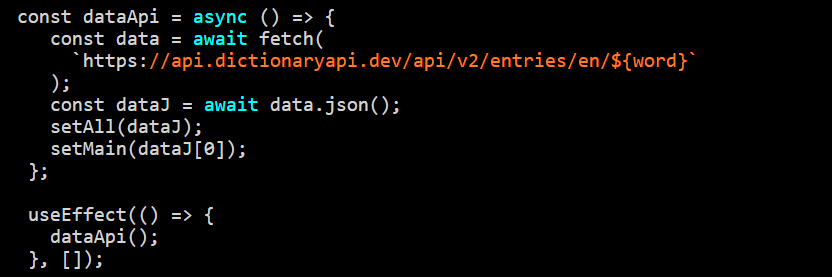 const dataApi = async () => {
const data = await fetch(
`https://api.dictionaryapi.dev/api/v2/entries/en/${word}`
);
const dataJ = await data.json();
setAll(dataJ);
setMain(dataJ[0]);
};
useEffect(() => {
dataApi();
}, []);